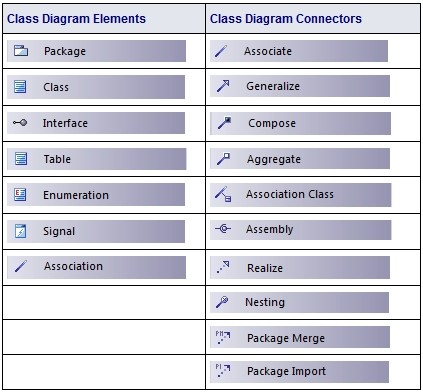 Class Diagram Elements Class Diagram Connectors
Package Associate
Class Generalize
Interface Compose
Table Aggregate
Enumeration Association Class
Signal Assembly
Association Realize
Nesting
Package Merge
Package Import